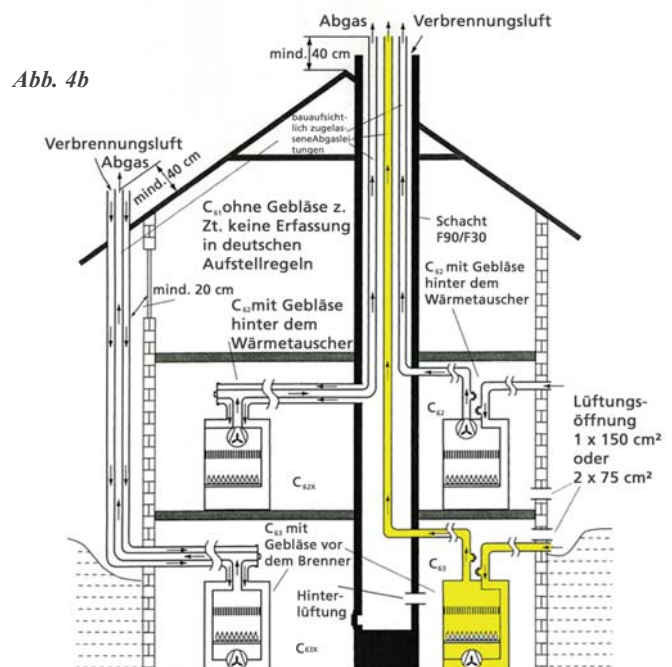 Abgas
Verbrennungsluft
mind. 40 cm
Abb. 4b
bauaufsicht-
lich zugelas-
seneAbgaslei-
tungen
Verbrennungsluft
Abgas
mind. 40 cm
C₆₁ ohne Gebläse z.
Zt. keine Erfassung
in deutschen
Aufstellregeln
Schacht
F90/F30
C₆₂ mit Gebläse
hinter dem
Wärmetauscher
mind. 20 cm
C₆₂mit Gebläse
hinter dem
Wärmetauscher
C₆₂
Lüftungs-
öffnung
1 x 150 cm²
oder
2 x 75 cm²
C₆₂X
C₆₃ mit
Gebläse vor
dem Brenner
C₆₃
Hinter-
lüftung
C₆₃X